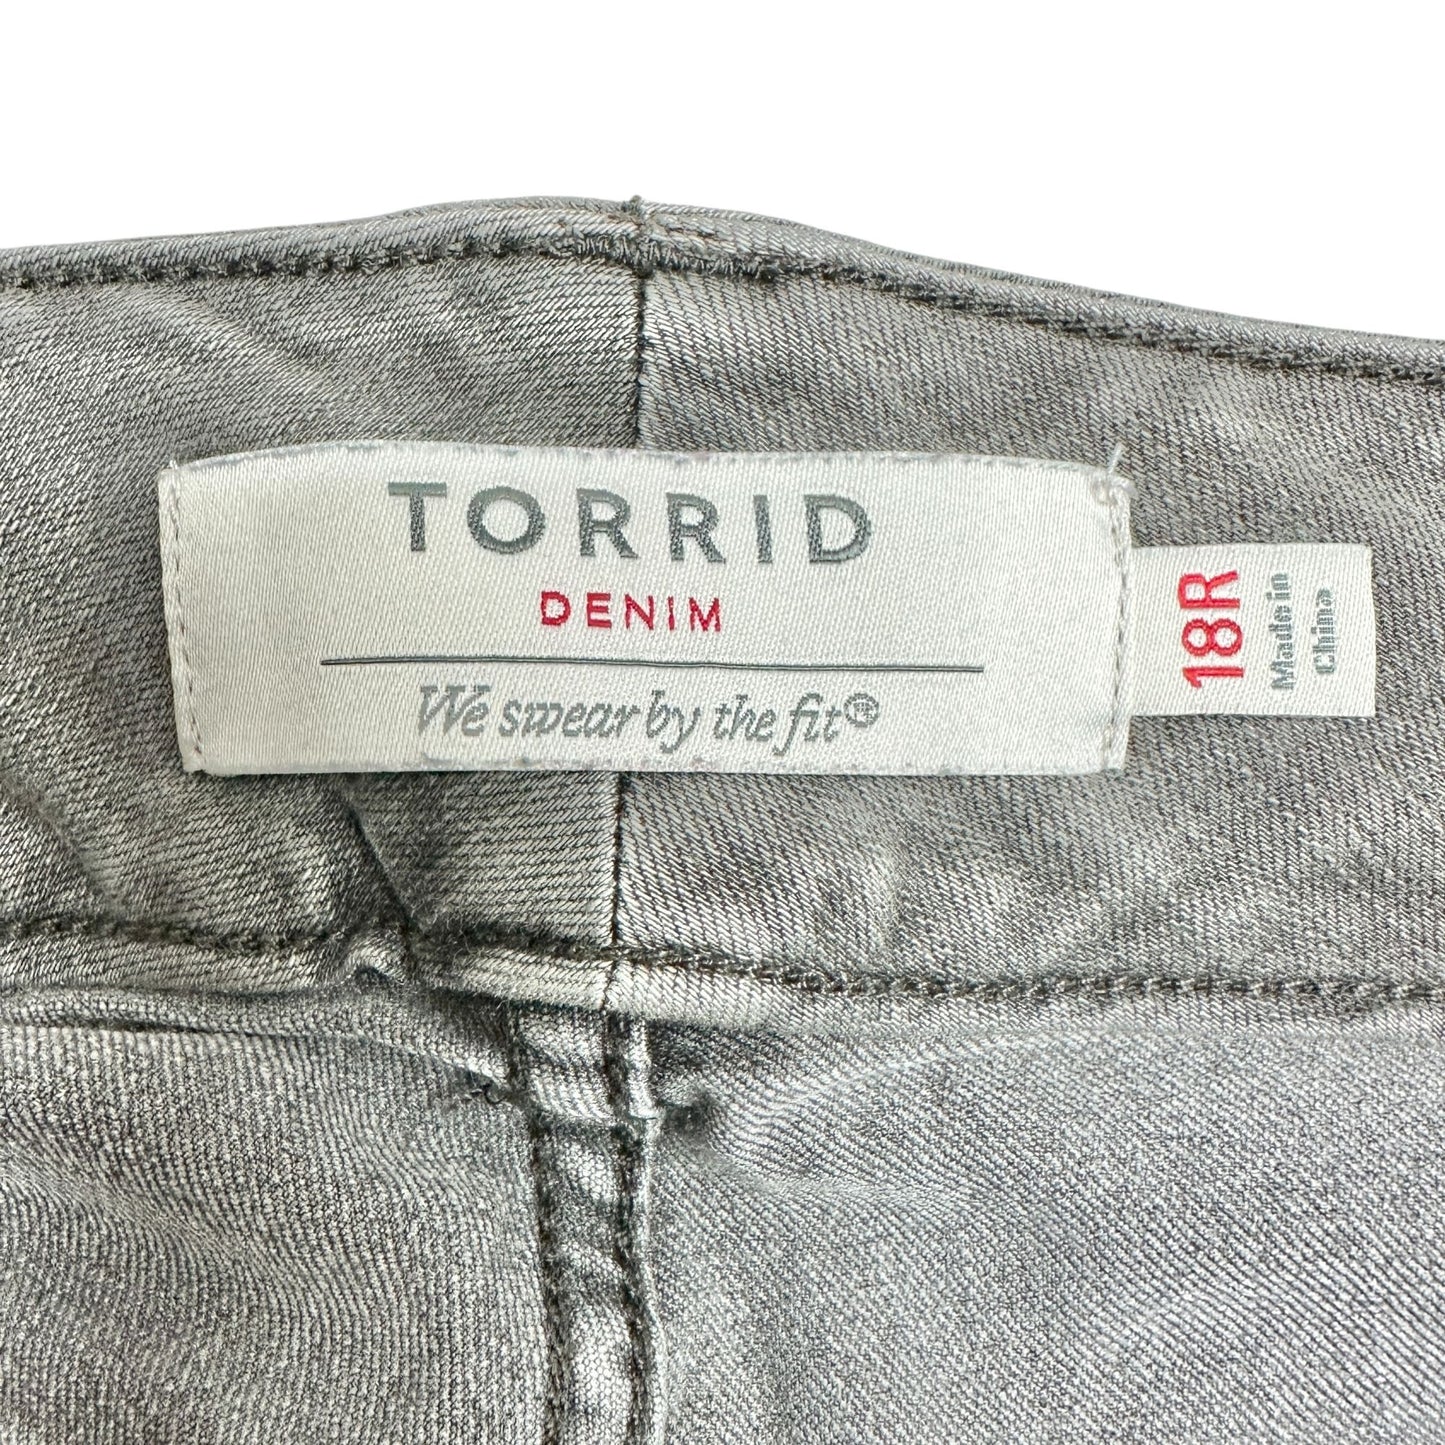 TORRID
DENIM
We swear by the fit®
18R
Made in
China